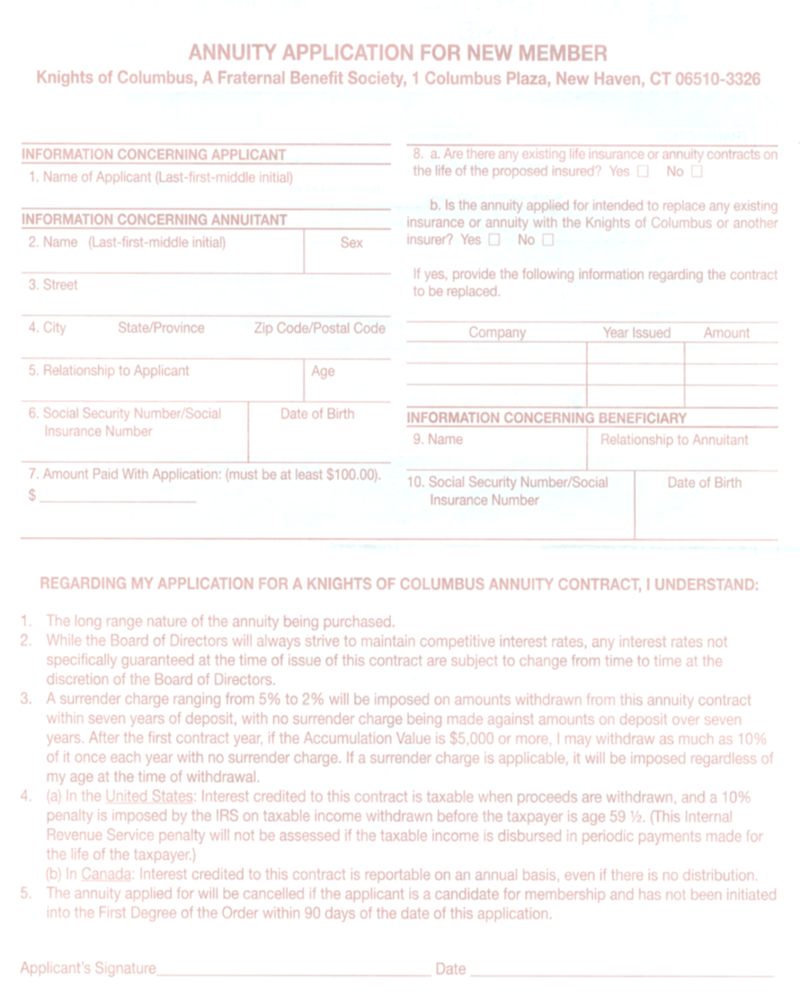 ANNUITY APPLICATION FOR NEW MEMBER
Knights of Columbus, A Fraternal Benefit Society, 1 Columbus Plaza, New Haven, CT 06510-3326
INFORMATION CONCERNING APPLICANT
1. Name of Applicant (Last-first-middle initial)
INFORMATION CONCERNING ANNUITANT
2. Name (Last-first-middle initial) Sex
3. Street
4. City State/Province Zip Code/Postal Code
5. Relationship to Applicant Age
6. Social Security Number/Social Date of Birth
Insurance Number
7. Amount Paid With Application: (must be at least $100.00).
$
8. a. Are there any existing life insurance or annuity contracts on
the life of the proposed insured? Yes ☐ No ☐
b. Is the annuity applied for intended to replace any existing
insurance or annuity with the Knights of Columbus or another
insurer? Yes ☐ No ☐
If yes, provide the following information regarding the contract
to be replaced.
Company Year Issued Amount
INFORMATION CONCERNING BENEFICIARY
9. Name Relationship to Annuitant
10. Social Security Number/Social Date of Birth
Insurance Number
REGARDING MY APPLICATION FOR A KNIGHTS OF COLUMBUS ANNUITY CONTRACT, I UNDERSTAND:
1. The long range nature of the annuity being purchased.
2. While the Board of Directors will always strive to maintain competitive interest rates, any interest rates not
specifically guaranteed at the time of issue of this contract are subject to change from time to time at the
discretion of the Board of Directors.
3. A surrender charge ranging from 5% to 2% will be imposed on amounts withdrawn from this annuity contract
within seven years of deposit, with no surrender charge being made against amounts on deposit over seven
years. After the first contract year, if the Accumulation Value is $5,000 or more, I may withdraw as much as 10%
of it once each year with no surrender charge. If a surrender charge is applicable, it will be imposed regardless of
my age at the time of withdrawal.
4. (a) In the United States: Interest credited to this contract is taxable when proceeds are withdrawn, and a 10%
penalty is imposed by the IRS on taxable income withdrawn before the taxpayer is age 59 ½. (This Internal
Revenue Service penalty will not be assessed if the taxable income is disbursed in periodic payments made for
the life of the taxpayer.)
(b) In Canada: Interest credited to this contract is reportable on an annual basis, even if there is no distribution.
5. The annuity applied for will be cancelled if the applicant is a candidate for membership and has not been initiated
into the First Degree of the Order within 90 days of the date of this application.
Applicant's Signature Date